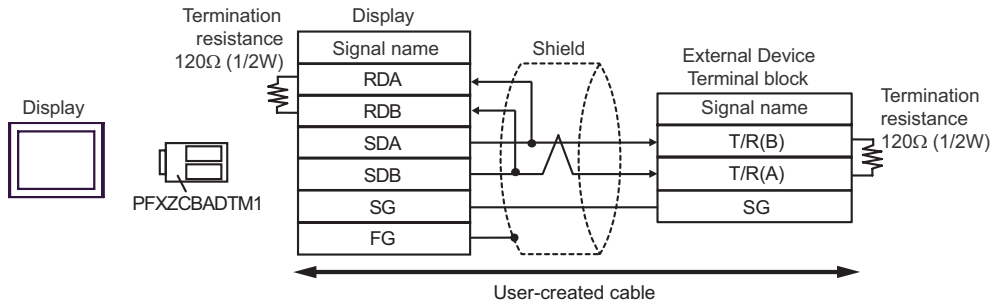 Termination
resistance
120Ω (1/2W)
Display
Signal name
RDA
RDB
SDA
SDB
SG
FG
Shield
External Device
Terminal block
Signal name
T/R(B)
T/R(A)
SG
Termination
resistance
120Ω (1/2W)
Display
PFXZCBADTM1
User-created cable